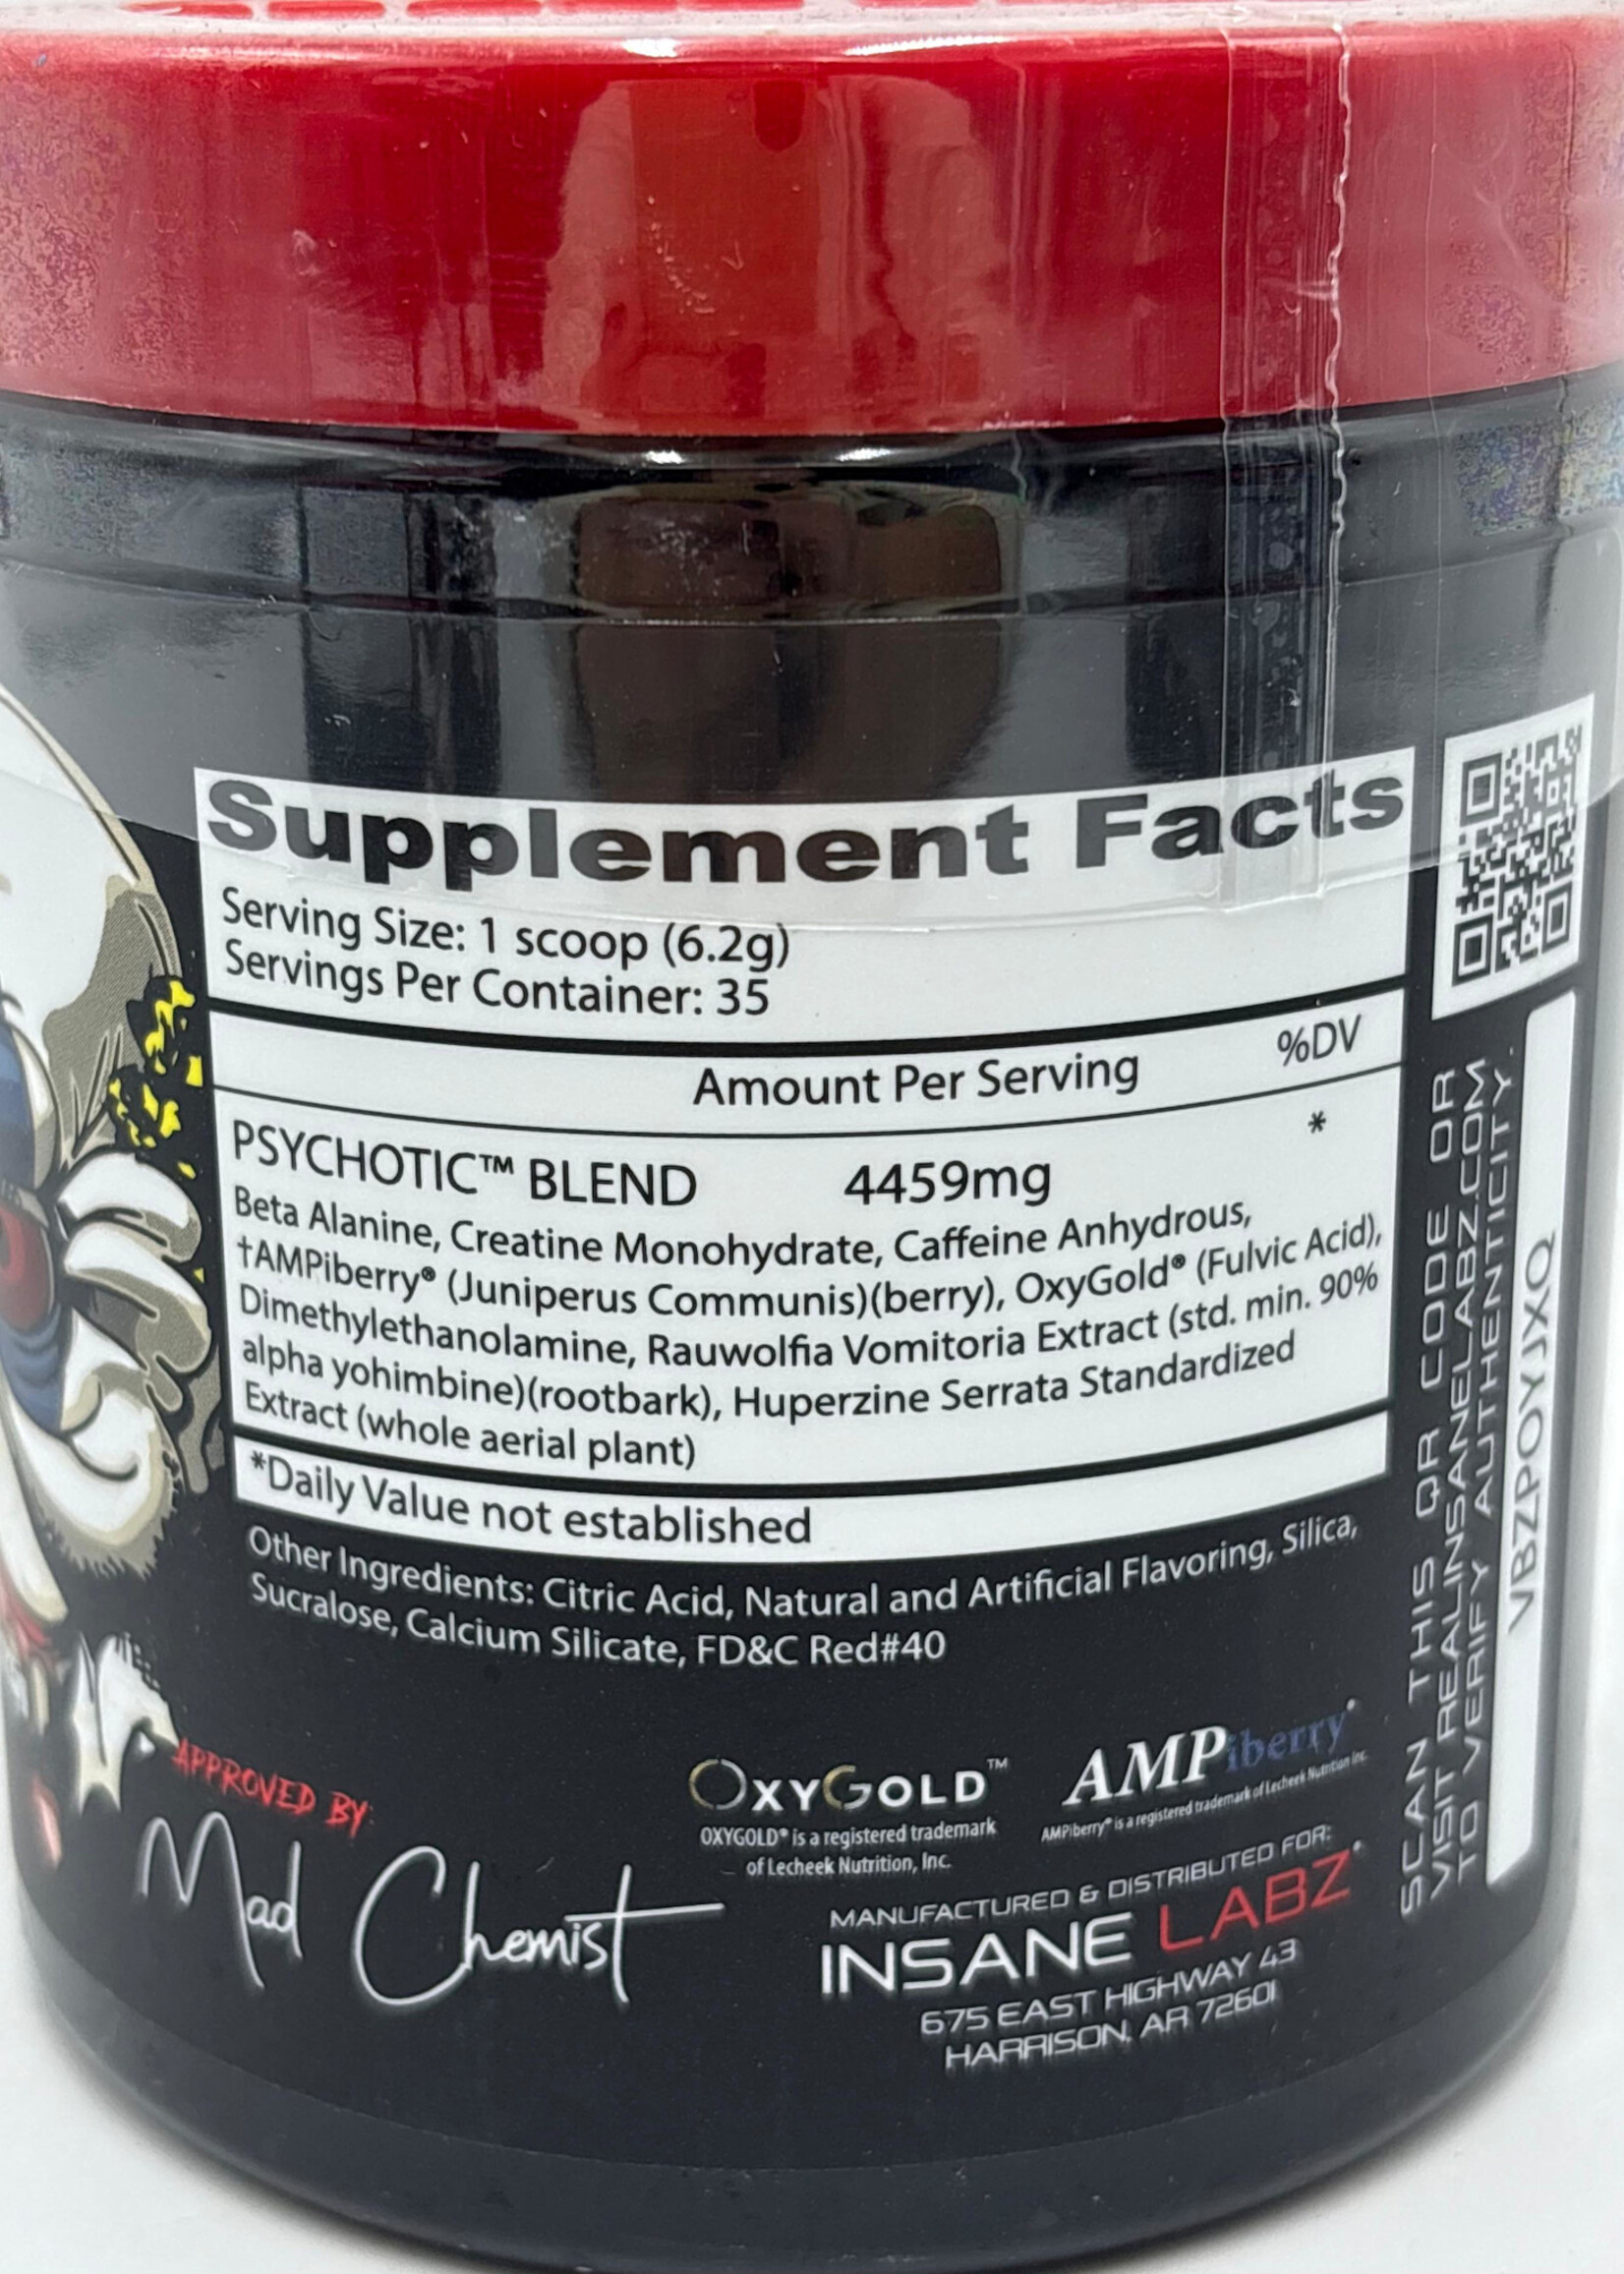 Supplement Facts
Serving Size: 1 scoop (6.2g)
Servings Per Container: 35
Amount Per Serving %DV
PSYCHOTIC™ BLEND 4459mg *
Beta Alanine, Creatine Monohydrate, Caffeine Anhydrous,
†AMPiberry® (Juniperus Communis)(berry), OxyGold® (Fulvic Acid),
Dimethylethanolamine, Rauwolfia Vomitoria Extract (std. min. 90%
alpha yohimbine)(rootbark), Huperzine Serrata Standardized
Extract (whole aerial plant)
*Daily Value not established
Other Ingredients: Citric Acid, Natural and Artificial Flavoring, Silica,
Sucralose, Calcium Silicate, FD&C Red#40
APPROVED BY:
Mad Chemist
OXYGOLD™
OXYGOLD® is a registered trademark
of Lecheek Nutrition, Inc.
AMPiberry®
AMPiberry® is a registered trademark of Lecheek Nutrition Inc.
MANUFACTURED & DISTRIBUTED FOR:
INSANE LABZ®
675 EAST HIGHWAY 43
HARRISON, AR 72601
SCAN THIS QR CODE OR
VISIT REALINSANELABZ.COM
TO VERIFY AUTHENTICITY.
VBZPOYJXQ